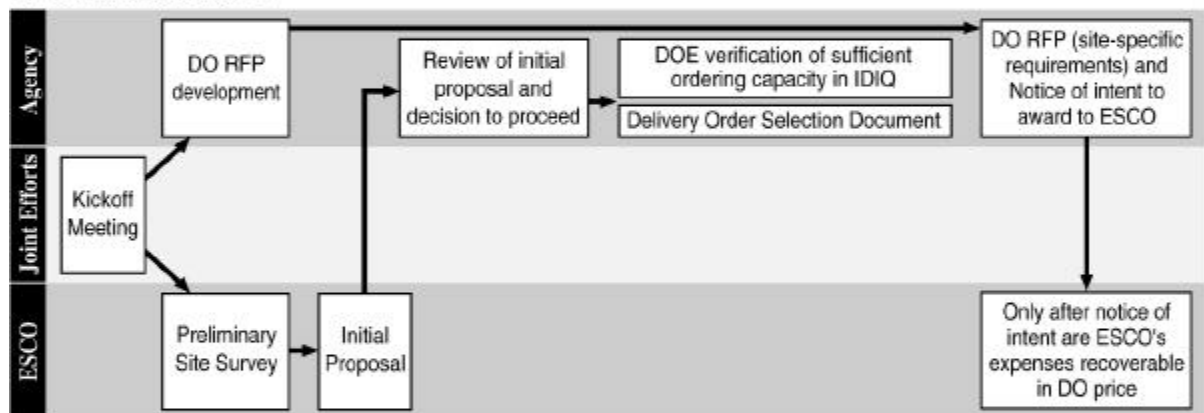 Agency
DO RFP
development
Review of initial
proposal and
decision to proceed
DOE verification of sufficient
ordering capacity in IDIQ
Delivery Order Selection Document
DO RFP (site-specific
requirements) and
Notice of intent to
award to ESCO
Joint Efforts
Kickoff
Meeting
ESCO
Preliminary
Site Survey
Initial
Proposal
Only after notice of
intent are ESCO's
expenses recoverable
in DO price